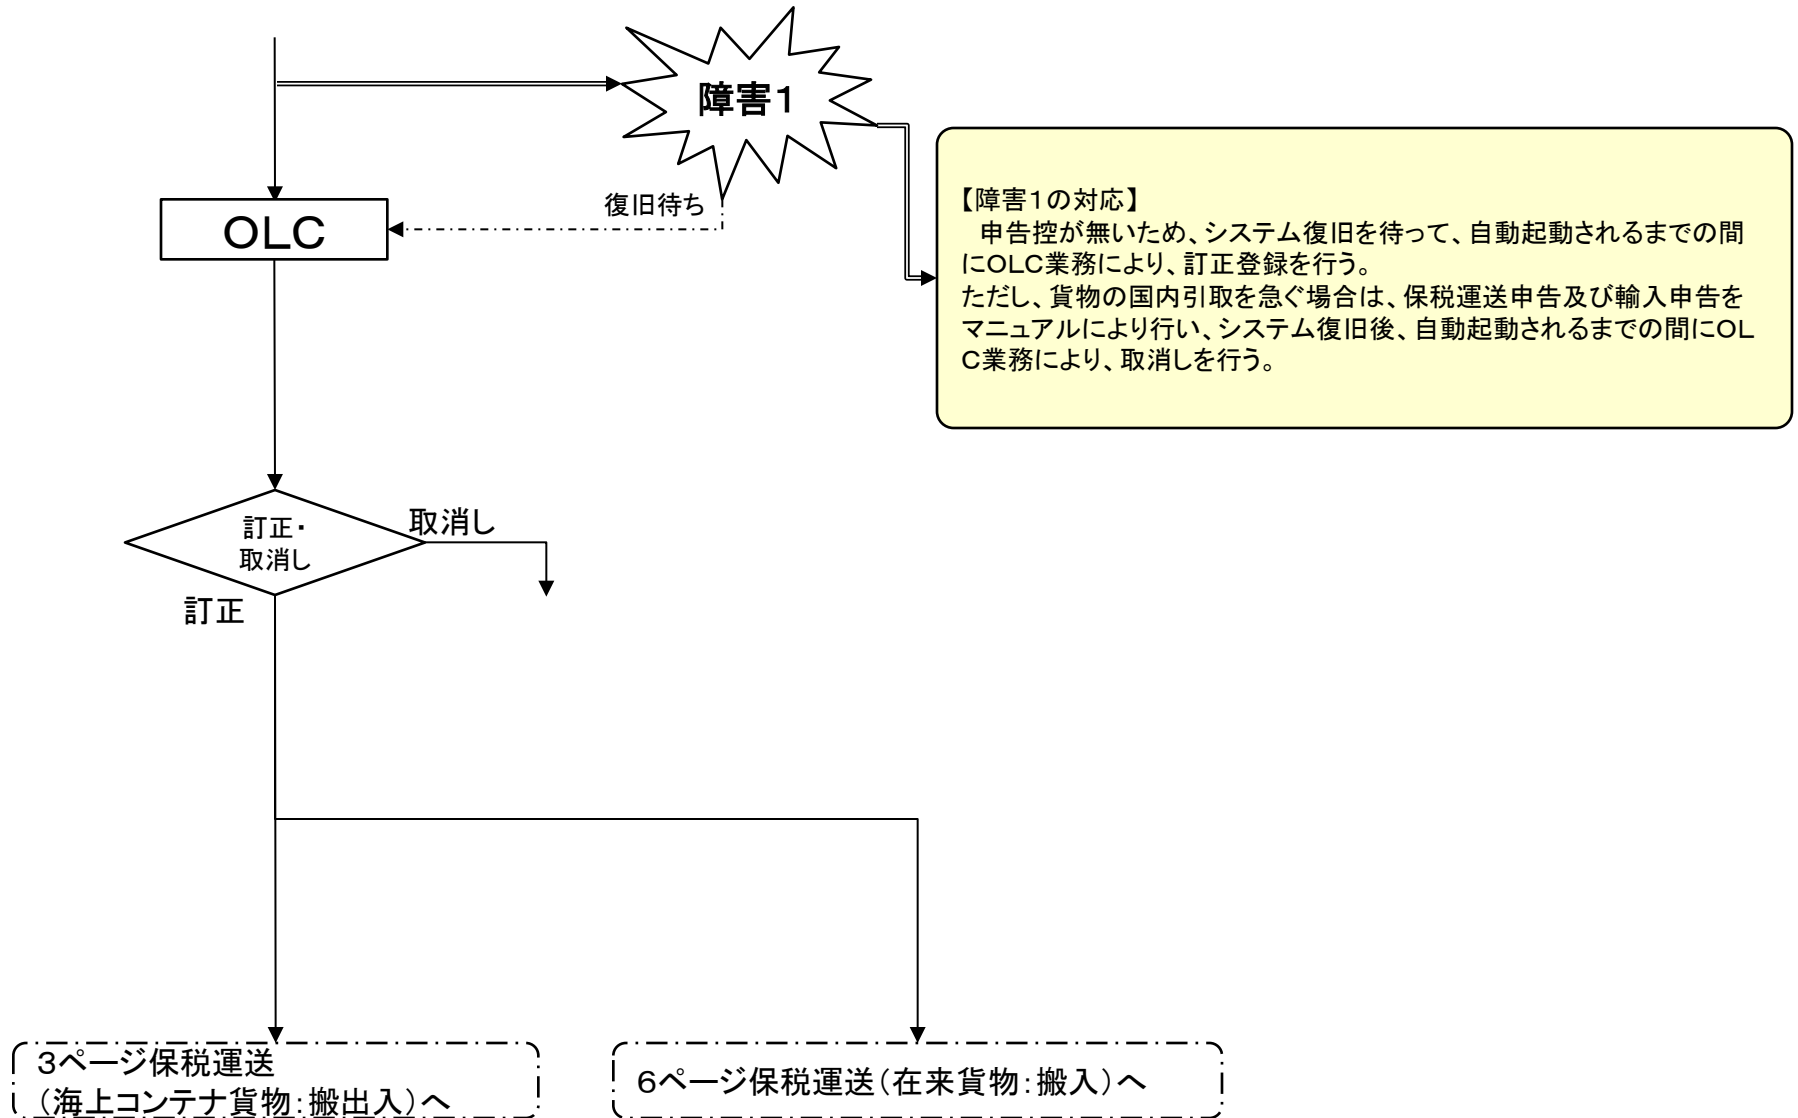 障害１
【障害１の対応】
　申告控が無いため、システム復旧を待って、自動起動されるまでの間
にＯＬＣ業務により、訂正登録を行う。
ただし、貨物の国内引取を急ぐ場合は、保税運送申告及び輸入申告を
マニュアルにより行い、システム復旧後、自動起動されるまでの間にＯＬ
Ｃ業務により、取消しを行う。
復旧待ち
ＯＬＣ
訂正・
取消し
取消し
訂正
３ページ保税運送
（海上コンテナ貨物：搬出入）へ
６ページ保税運送（在来貨物：搬入）へ